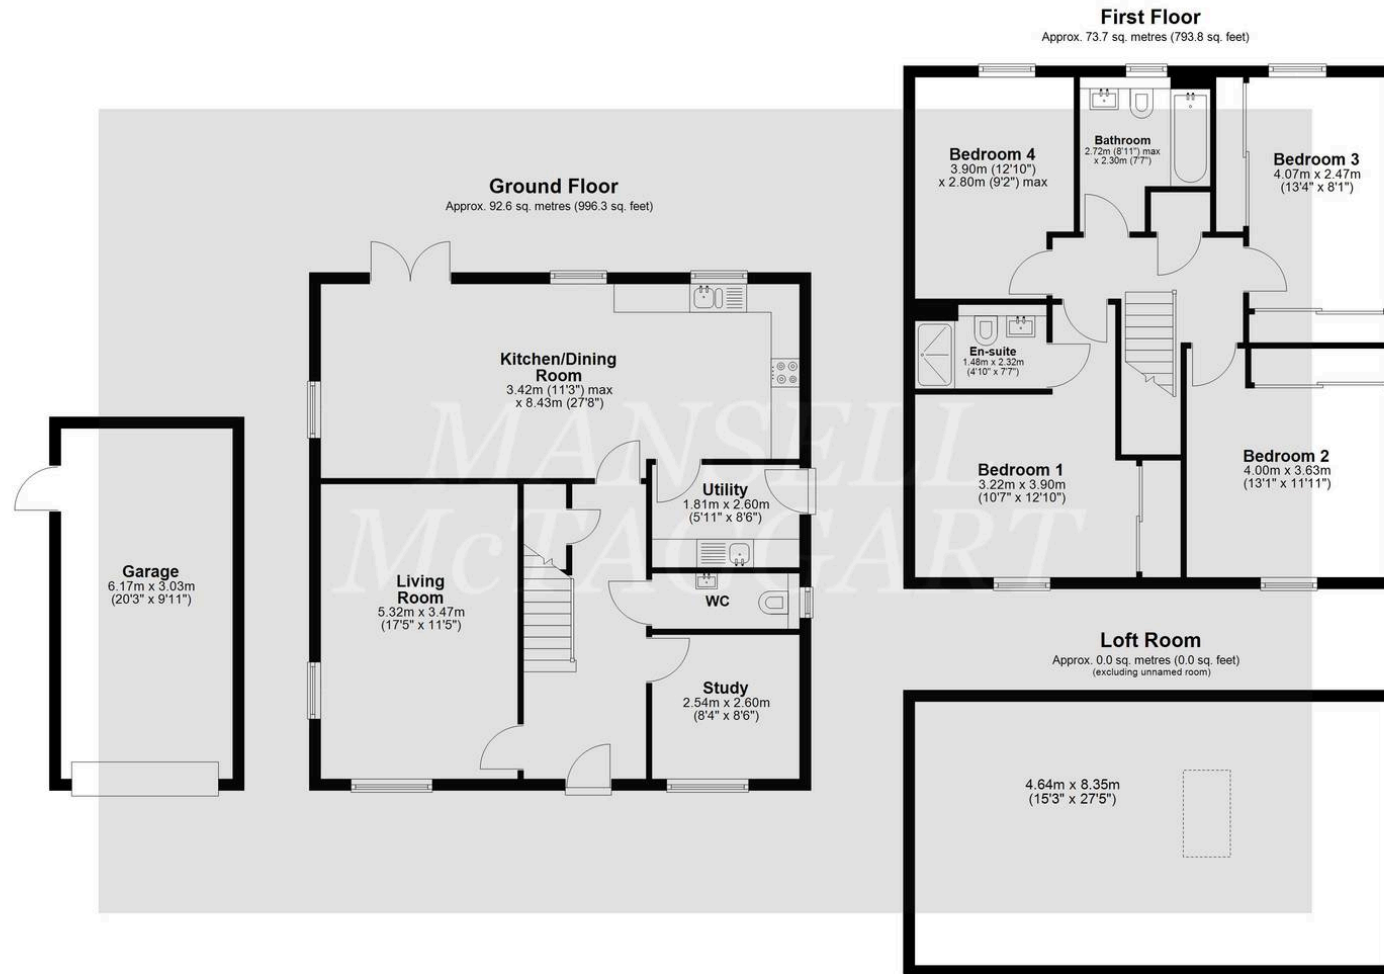 First Floor
Approx. 73.7 sq. metres (793.8 sq. feet)
Bedroom 4
3.90m (12'10")
x 2.80m (9'2") max
Bathroom
2.72m (8'11") max
x 2.30m (7'7")
Bedroom 3
4.07m x 2.47m
(13'4" x 8'1")
En-suite
1.48m x 2.32m
(4'10" x 7'7")
Bedroom 1
3.22m x 3.90m
(10'7" x 12'10")
Bedroom 2
4.00m x 3.63m
(13'1" x 11'11")
Ground Floor
Approx. 92.6 sq. metres (996.3 sq. feet)
Kitchen/Dining
Room
3.42m (11'3") max
x 8.43m (27'8")
Utility
1.81m x 2.60m
(5'11" x 8'6")
Garage
6.17m x 3.03m
(20'3" x 9'11")
Living
Room
5.32m x 3.47m
(17'5" x 11'5")
WC
Study
2.54m x 2.60m
(8'4" x 8'6")
Loft Room
Approx. 0.0 sq. metres (0.0 sq. feet)
(excluding unnamed room)
4.64m x 8.35m
(15'3" x 27'5")
MANSELL
McTAGGART